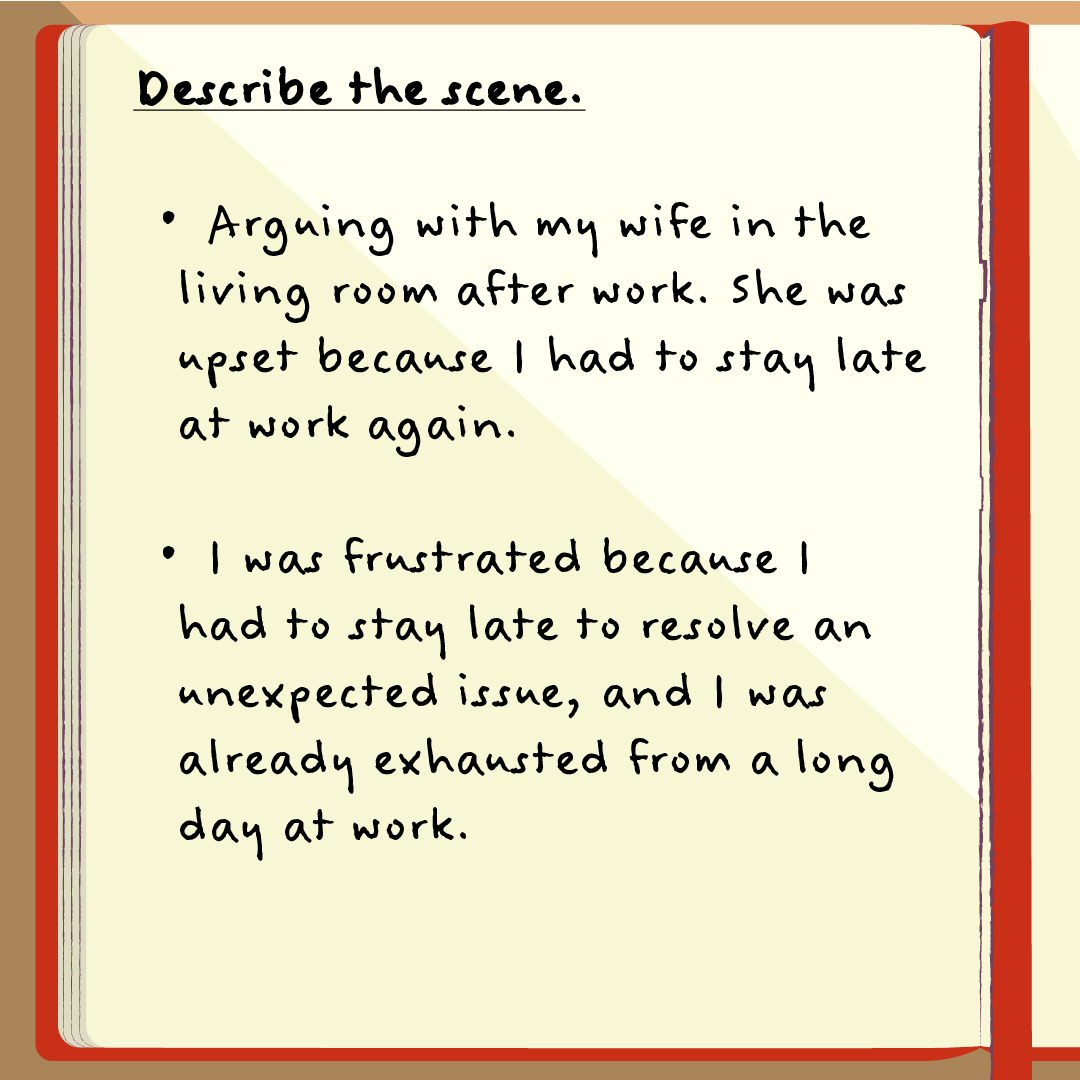 Describe the scene.
• Arguing with my wife in the
living room after work. She was
upset because I had to stay late
at work again.
• I was frustrated because I
had to stay late to resolve an
unexpected issue, and I was
already exhausted from a long
day at work.